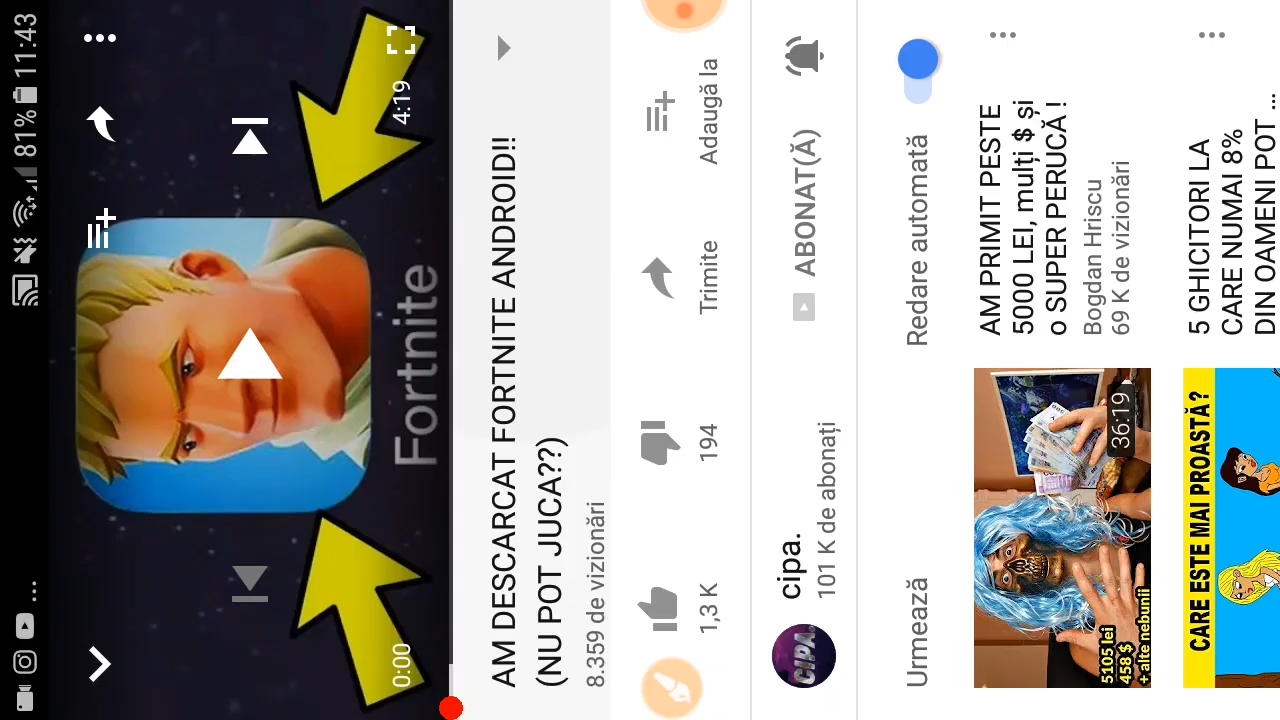 81% 11:43
Fortnite
0:00
4:19
AM DESCARCAT FORTNITE ANDROID!!
(NU POT JUCA??)
8.359 de vizionări
1,3 K
194
Trimite
Adaugă la
CIPA.
cipa.
101 K de abonați
ABONAT(Ă)
Urmează
Redare automată
5105 lei
458 $
+ alte nebunii
36:19
AM PRIMIT PESTE
5000 LEI, mulți $ și
o SUPER PERUCĂ !
Bogdan Hriscu
69 K de vizionări
CARE ESTE MAI PROASTĂ?
5 GHICITORI LA
CARE NUMAI 8%
DIN OAMENI POT ...